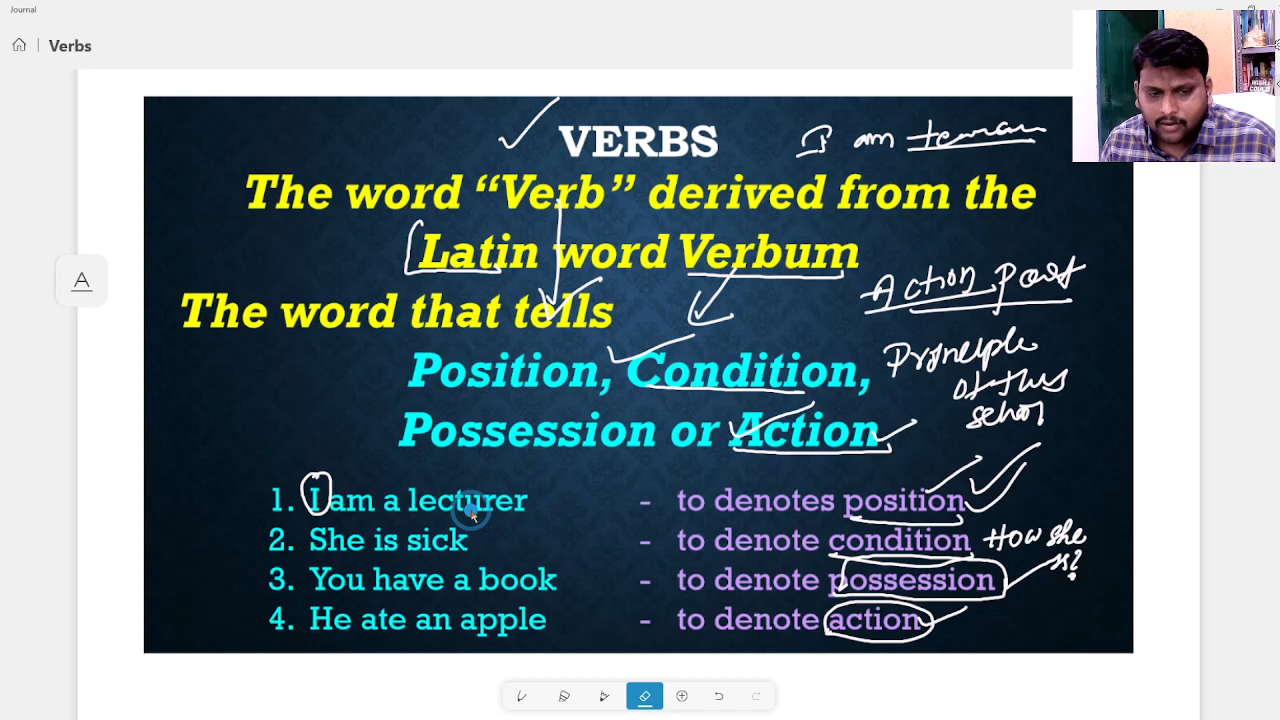 Journal
Verbs
VERBS
I am
The word “Verb” derived from the
Latin word Verbum
Action Part
The word that tells
Position, Condition,
Principle
of this
school
Possession or Action
1. I am a lecturer - to denotes position
2. She is sick - to denote condition
How she
is?
3. You have a book - to denote possession
4. He ate an apple - to denote action
A